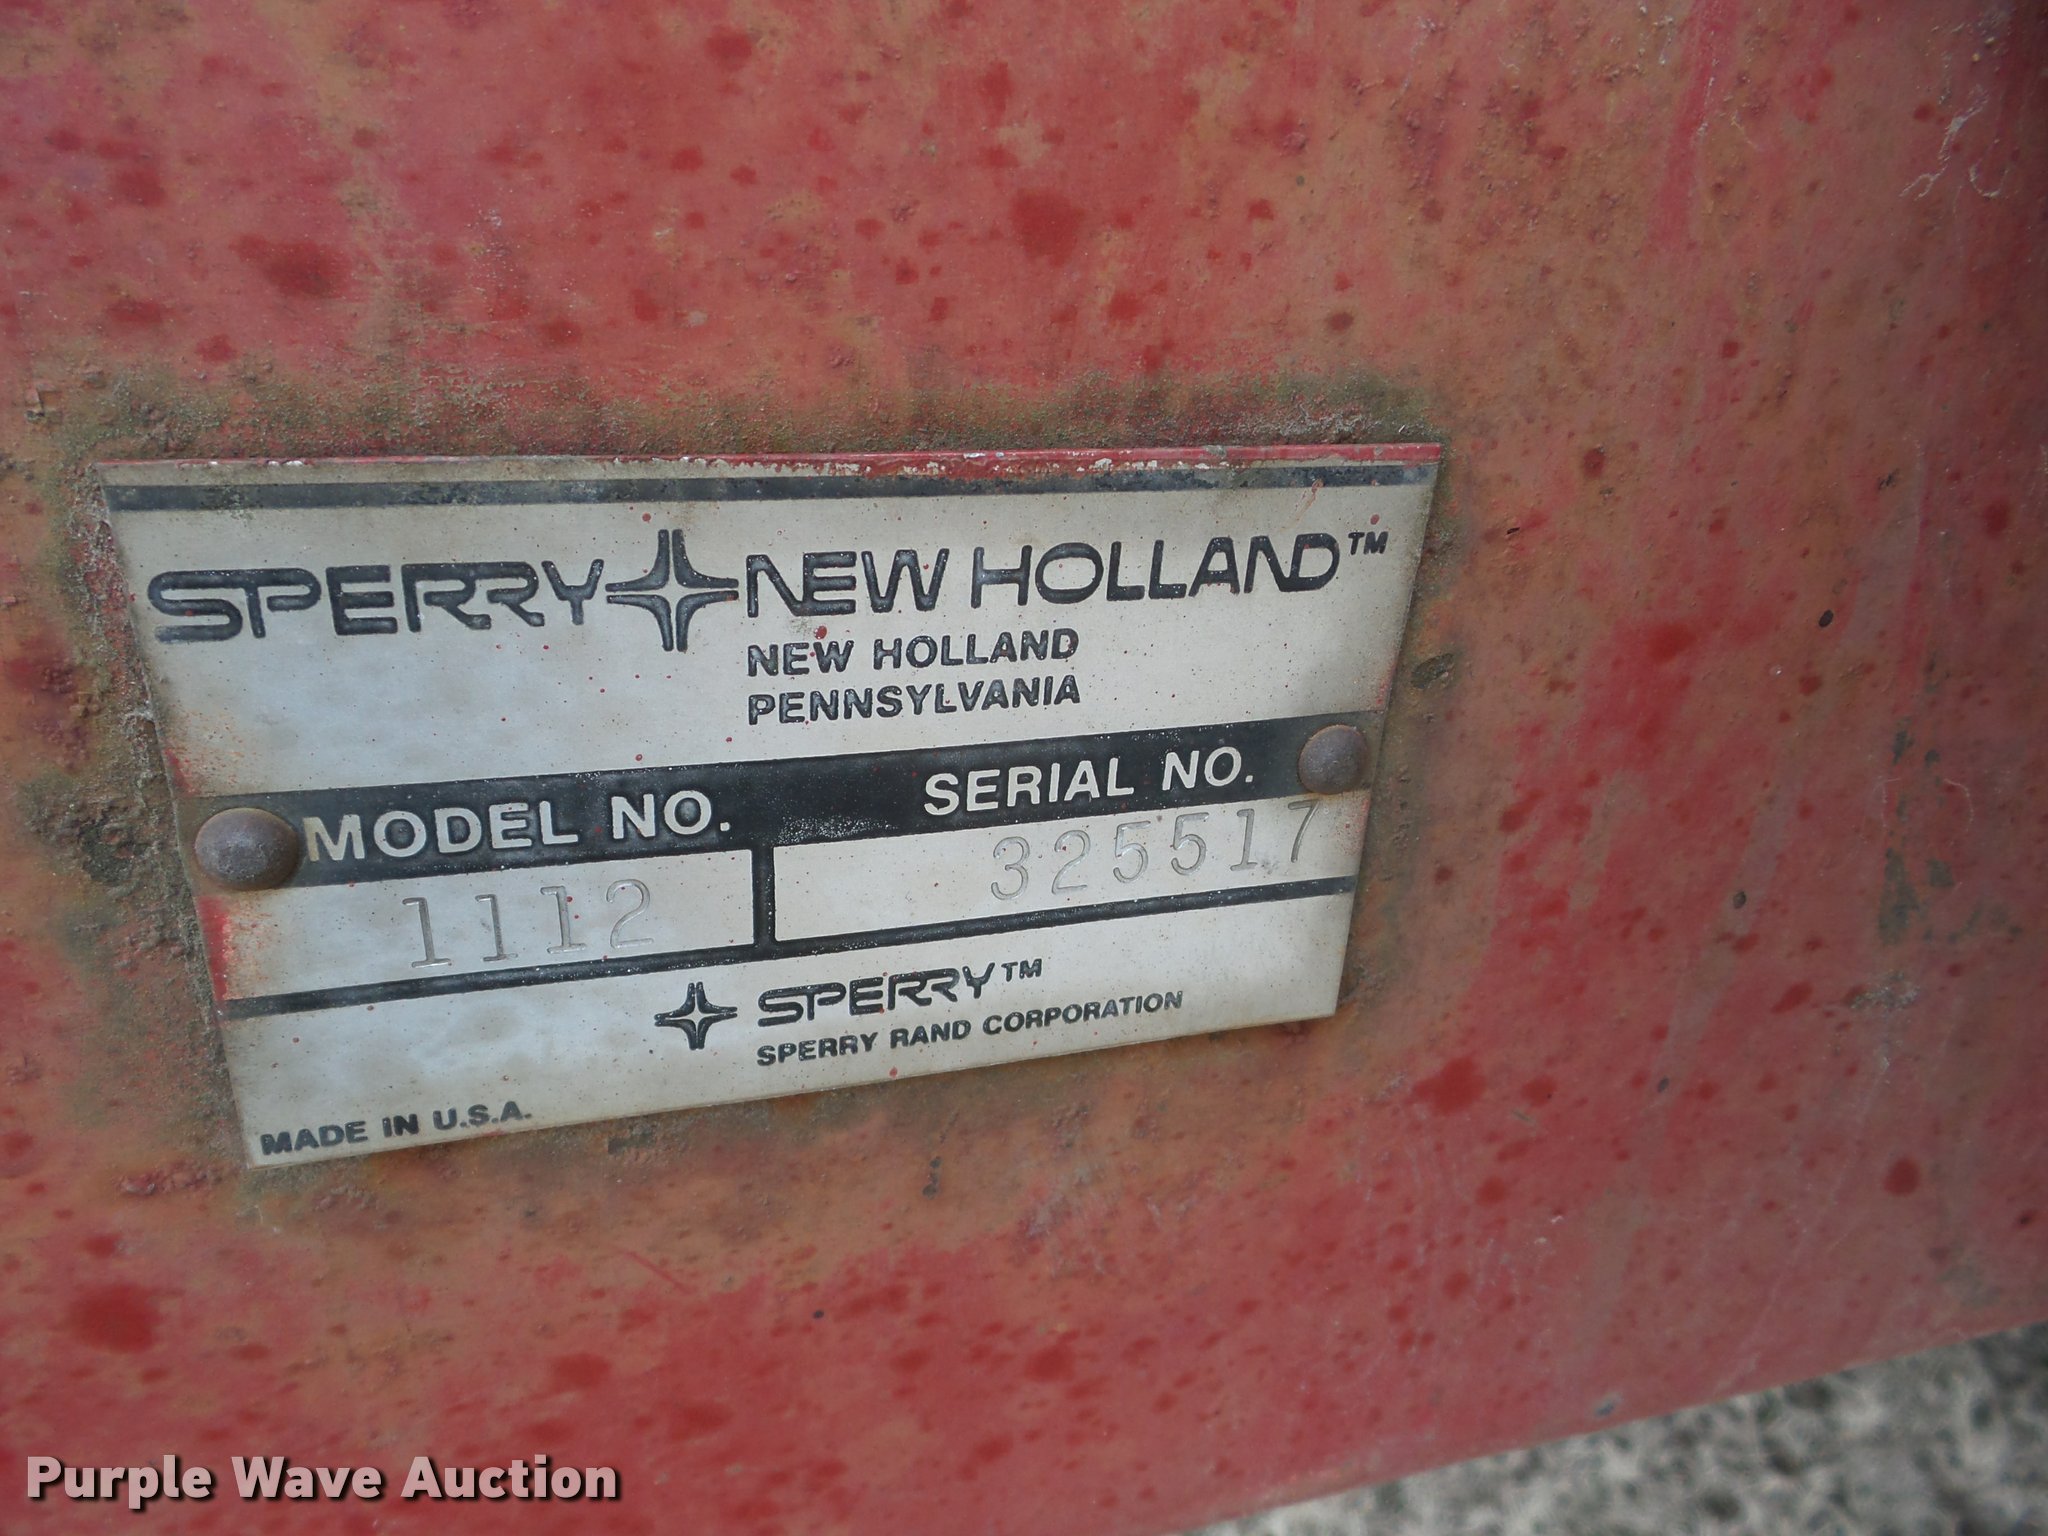 SPERRY NEW HOLLAND™
NEW HOLLAND
PENNSYLVANIA
MODEL NO. SERIAL NO.
1112 325517
SPERRY™
SPERRY RAND CORPORATION
MADE IN U.S.A.
Purple Wave Auction